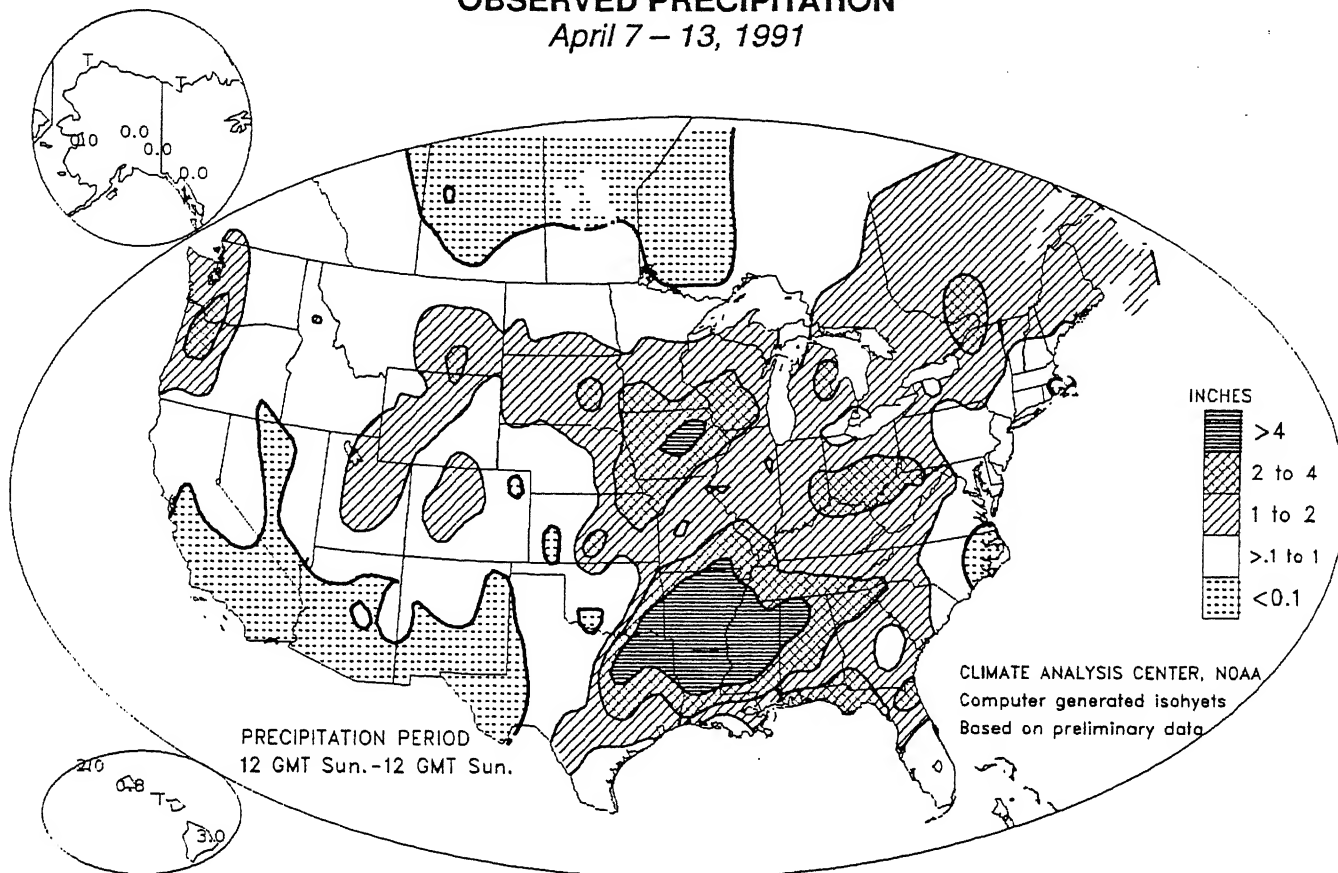 OBSERVED PRECIPITATION
April 7 – 13, 1991
T
T
0.0
0.0
0.0
INCHES
>4
2 to 4
1 to 2
>.1 to 1
<0.1
CLIMATE ANALYSIS CENTER, NOAA
Computer generated isohyets
Based on preliminary data
PRECIPITATION PERIOD
12 GMT Sun.-12 GMT Sun.
2.0
0.8
T
3.0